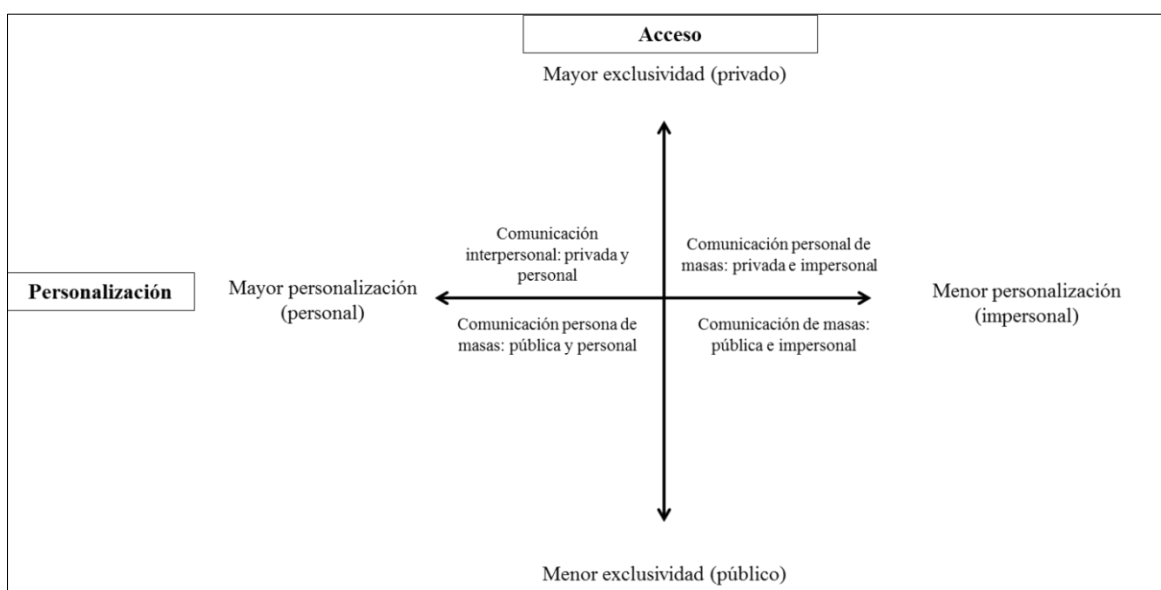 Acceso
Mayor exclusividad (privado)
Comunicación
interpersonal: privada y
personal
Comunicación personal de
masas: privada e impersonal
Personalización
Mayor personalización
(personal)
Menor personalización
(impersonal)
Comunicación persona de
masas: pública y personal
Comunicación de masas:
pública e impersonal
Menor exclusividad (público)